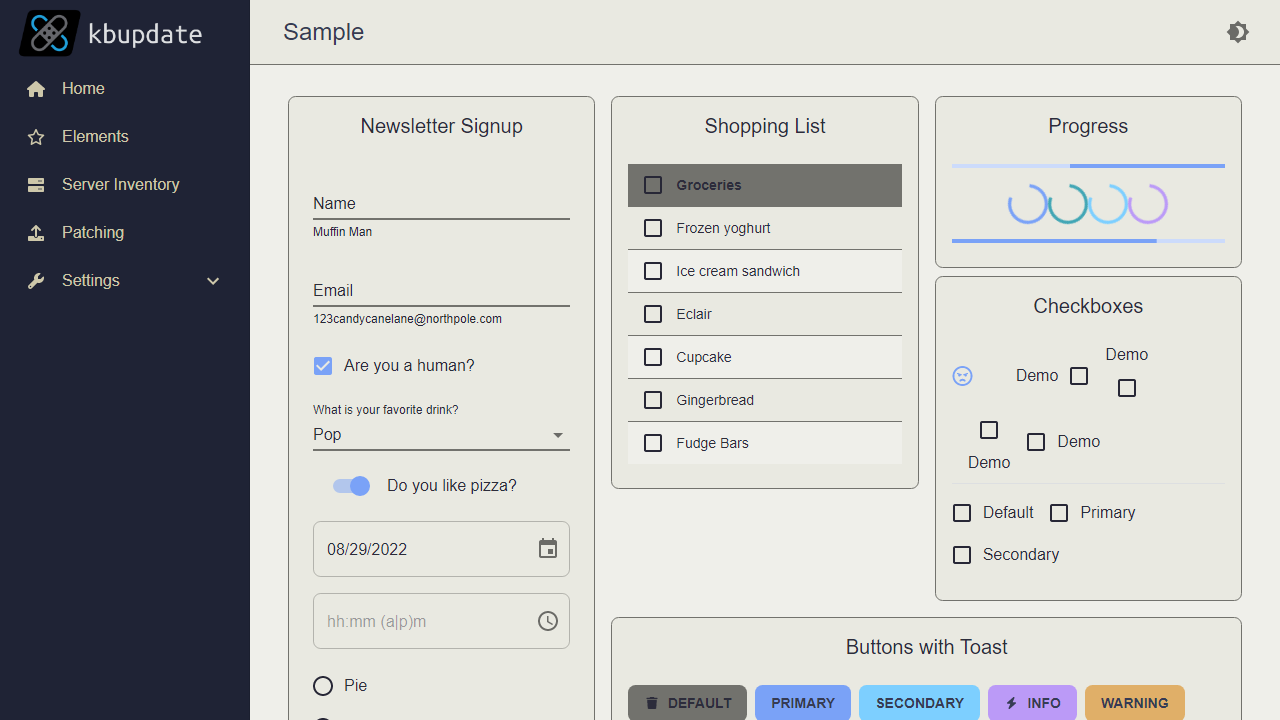 kbupdate
Home
Elements
Server Inventory
Patching
Settings
Sample
Newsletter Signup
Name
Muffin Man
Email
123candycanelane@northpole.com
Are you a human?
What is your favorite drink?
Pop
Do you like pizza?
08/29/2022
hh:mm (a|p)m
Pie
Shopping List
Groceries
Frozen yoghurt
Ice cream sandwich
Eclair
Cupcake
Gingerbread
Fudge Bars
Progress
Checkboxes
Demo
Demo
Demo
Demo
Default
Primary
Secondary
Buttons with Toast
DEFAULT
PRIMARY
SECONDARY
INFO
WARNING